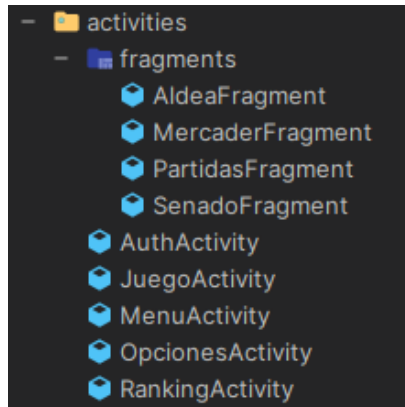 activities
fragments
AldeaFragment
MercaderFragment
PartidasFragment
SenadoFragment
AuthActivity
JuegoActivity
MenuActivity
OpcionesActivity
RankingActivity